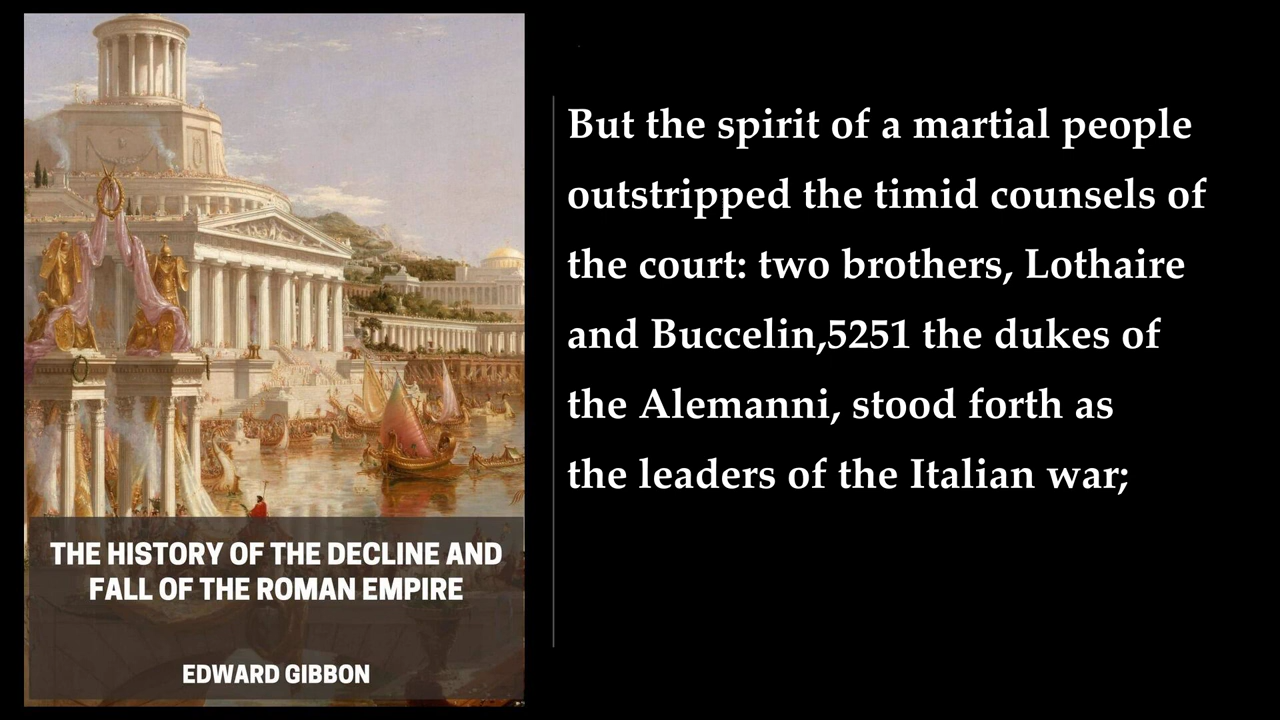 THE HISTORY OF THE DECLINE AND
FALL OF THE ROMAN EMPIRE
EDWARD GIBBON
But the spirit of a martial people
outstripped the timid counsels of
the court: two brothers, Lothaire
and Buccelin,5251 the dukes of
the Alemanni, stood forth as
the leaders of the Italian war;